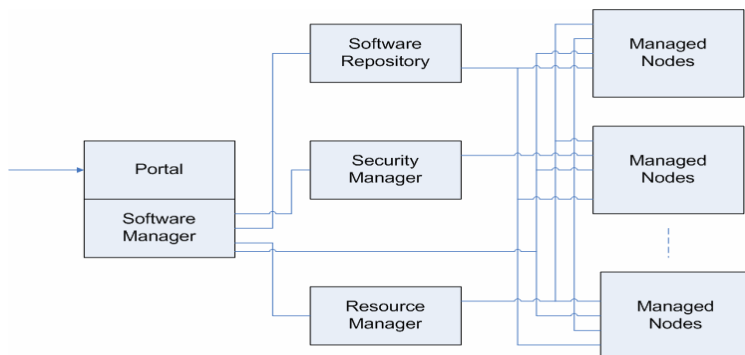 Software
Repository
Managed
Nodes
Portal
Security
Manager
Managed
Nodes
Software
Manager
Resource
Manager
Managed
Nodes